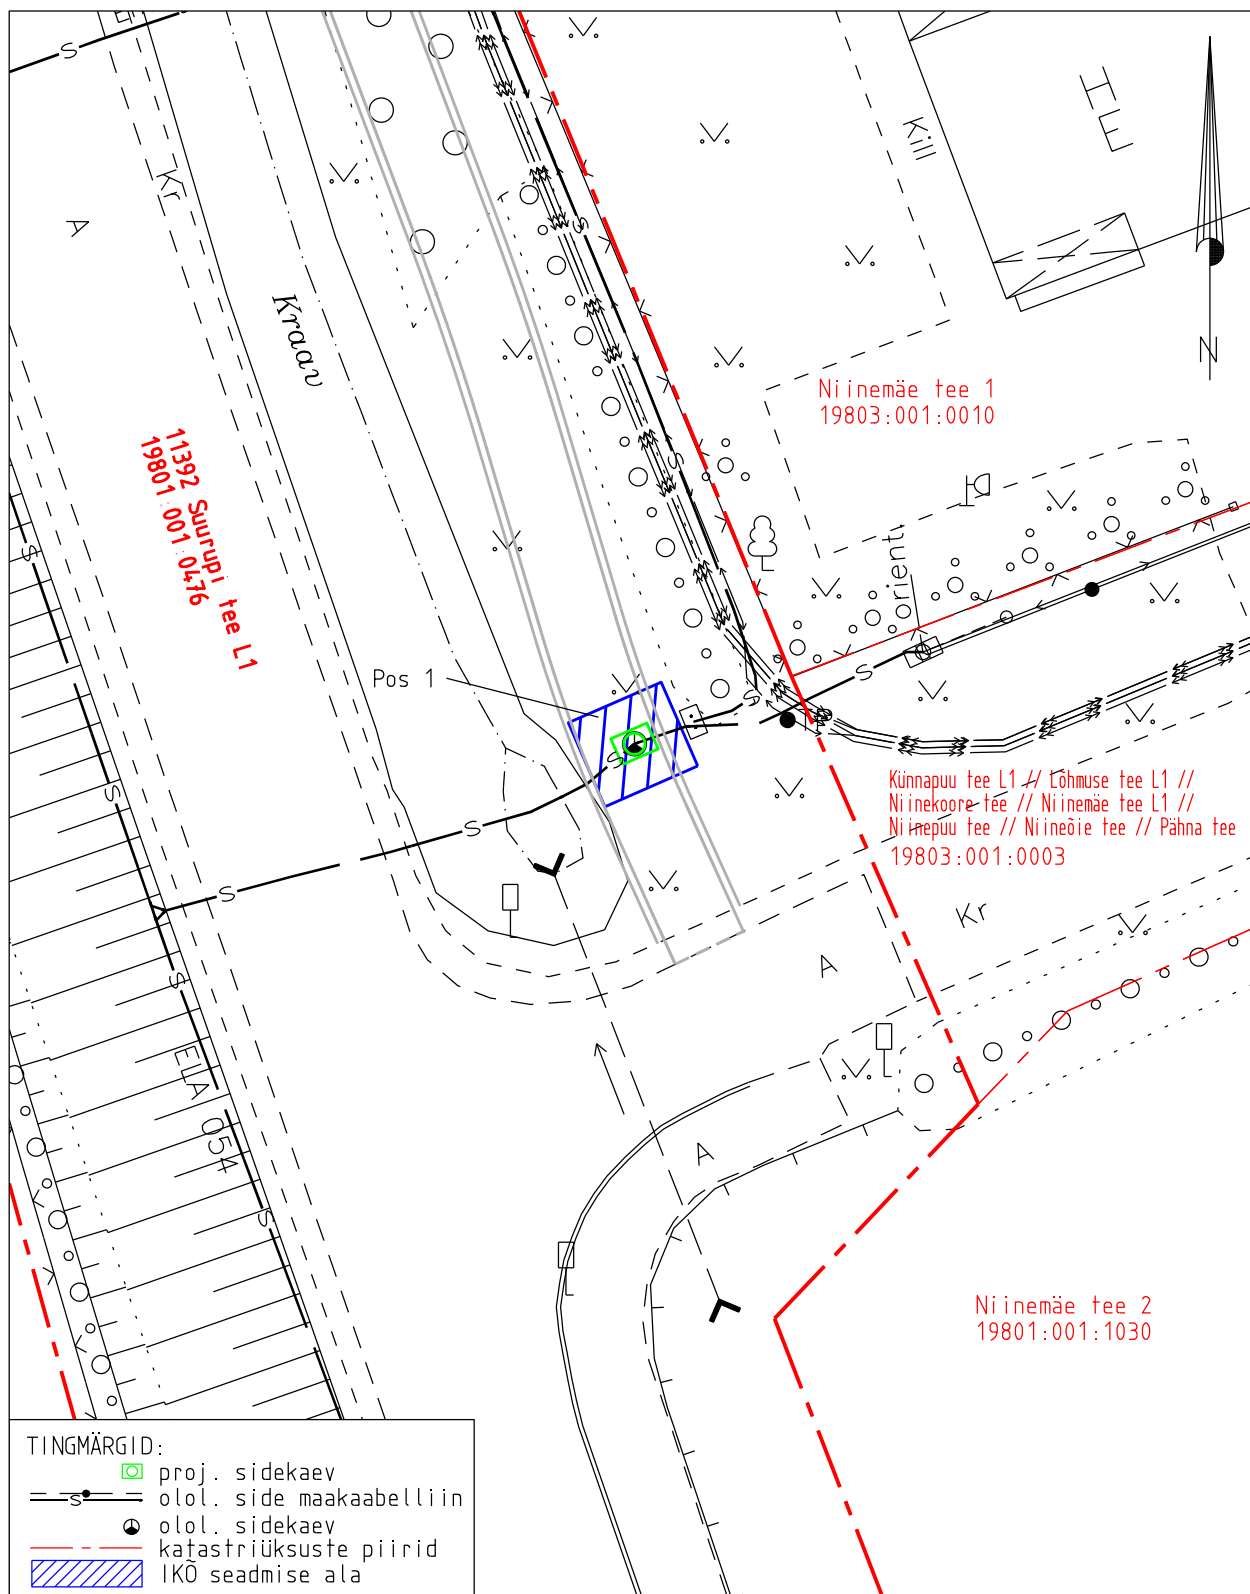 S
E
Kr
A
Kraav
Kill
HE
N
S
Niinemäe tee 1
19803:001:0010
11392 Suurupi tee L1
19801:001:0476
S
S
orient.
Pos 1
S
S
S
Künnapuu tee L1 // Lõhmuse tee L1 //
Niinekoore tee // Niinemäe tee L1 //
Niinepuu tee // Niineõie tee // Pähna tee
19803:001:0003
S
S
S
Kr
A
S
ELA 054
A
S
Niinemäe tee 2
19801:001:1030
TINGMÄRGID:
proj. sidekaev
S
olol. side maakaabelliin
olol. sidekaev
katastriüksuste piirid
IKÕ seadmise ala